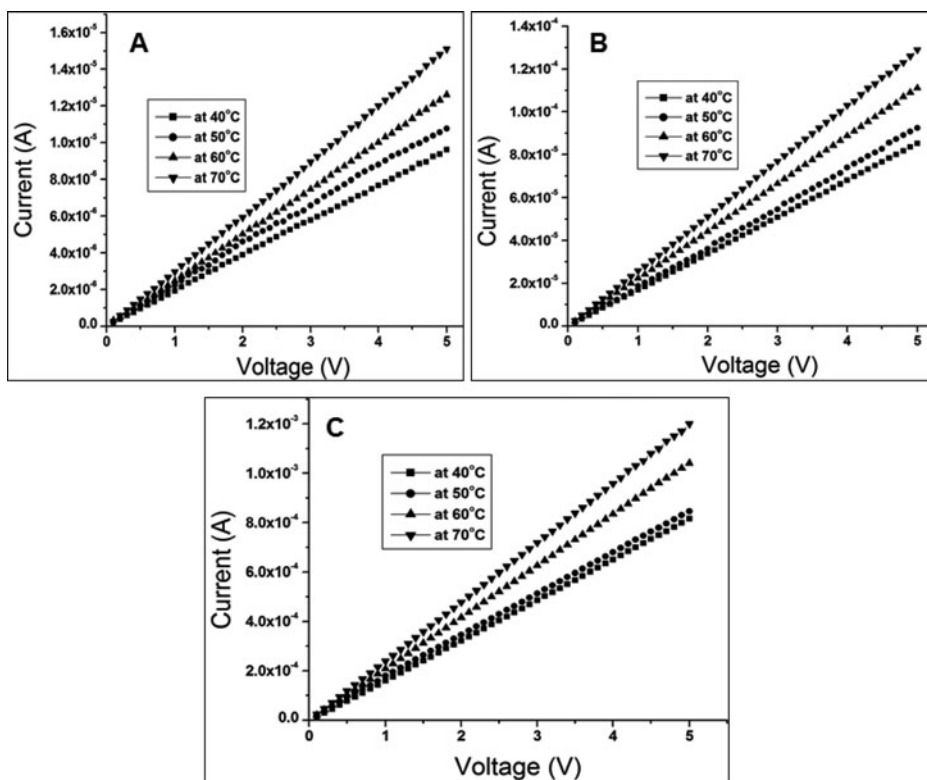 A
1.6x10⁻⁵
1.4x10⁻⁵
1.2x10⁻⁵
1.0x10⁻⁵
8.0x10⁻⁶
6.0x10⁻⁶
4.0x10⁻⁶
2.0x10⁻⁶
0.0
Current (A)
at 40°C
at 50°C
at 60°C
at 70°C
0 1 2 3 4 5
Voltage (V)
B
1.4x10⁻⁴
1.2x10⁻⁴
1.0x10⁻⁴
8.0x10⁻⁵
6.0x10⁻⁵
4.0x10⁻⁵
2.0x10⁻⁵
0.0
Current (A)
at 40°C
at 50°C
at 60°C
at 70°C
0 1 2 3 4 5
Voltage (V)
C
1.2x10⁻³
1.0x10⁻³
8.0x10⁻⁴
6.0x10⁻⁴
4.0x10⁻⁴
2.0x10⁻⁴
0.0
Current (A)
at 40°C
at 50°C
at 60°C
at 70°C
0 1 2 3 4 5
Voltage (V)